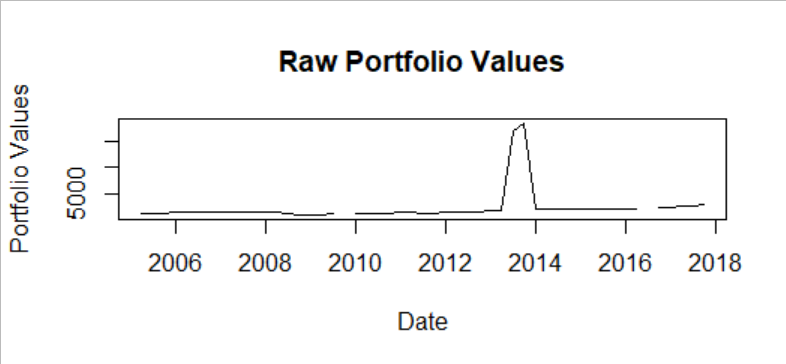 Raw Portfolio Values
Portfolio Values
5000
2006 2008 2010 2012 2014 2016 2018
Date